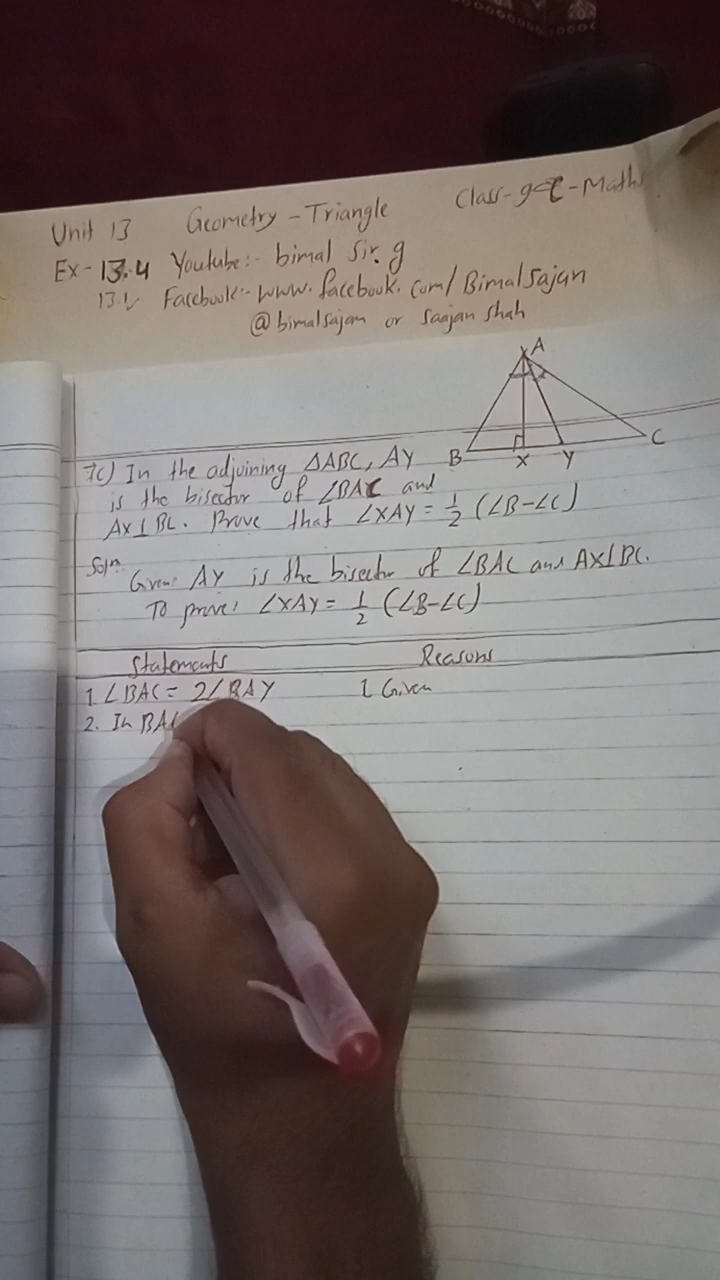 Unit 13 Geometry - Triangle Class - 9 - Maths
Ex - 13.4 Youtube:- bimal sir. g
13.1 Facebook:- www.facebook.com/Bimalsajan
@bimalsajan or Saajan Shah
A
B X Y C
7c) In the adjoining ΔABC, AY
is the bisector of ∠BAC and
AX⊥BC. Prove that ∠XAY = 1/2 (∠B-∠C)
Soln
Given: AY is the bisector of ∠BAC and AX⊥BC.
To prove: ∠XAY = 1/2 (∠B-∠C)
Statements Reasons
1. ∠BAC = 2∠BAY 1. Given
2. In BAC